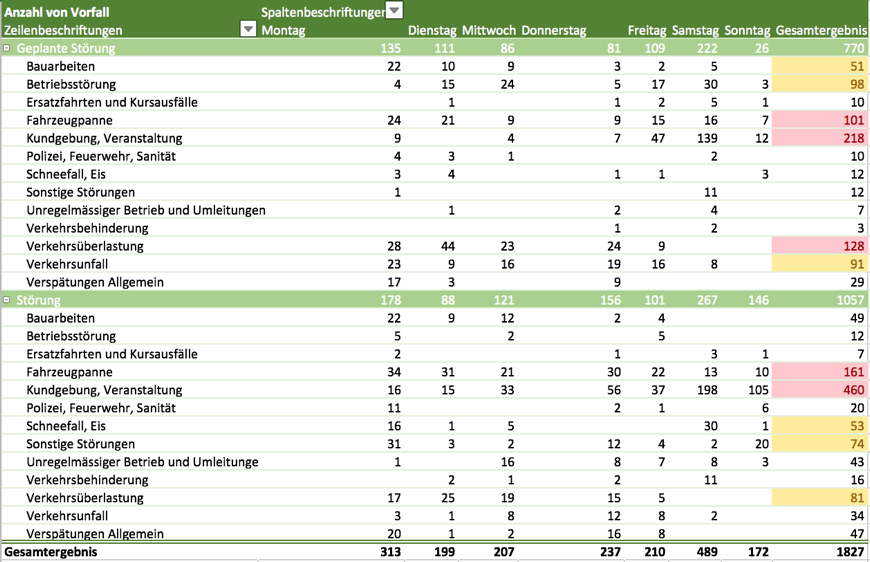 Anzahl von Vorfall Spaltenbeschriftungen
Zeilenbeschriftungen Montag Dienstag Mittwoch Donnerstag Freitag Samstag Sonntag Gesamtergebnis
Geplante Störung 135 111 86 81 109 222 26 770
Bauarbeiten 22 10 9 3 2 5 51
Betriebsstörung 4 15 24 5 17 30 3 98
Ersatzfahrten und Kursausfälle 1 1 2 5 1 10
Fahrzeugpanne 24 21 9 9 15 16 7 101
Kundgebung, Veranstaltung 9 4 7 47 139 12 218
Polizei, Feuerwehr, Sanität 4 3 1 2 10
Schneefall, Eis 3 4 1 1 3 12
Sonstige Störungen 1 11 12
Unregelmässiger Betrieb und Umleitungen 1 2 4 7
Verkehrsbehinderung 1 2 3
Verkehrsüberlastung 28 44 23 24 9 128
Verkehrsunfall 23 9 16 19 16 8 91
Verspätungen Allgemein 17 3 9 29
Störung 178 88 121 156 101 267 146 1057
Bauarbeiten 22 9 12 2 4 49
Betriebsstörung 5 2 5 12
Ersatzfahrten und Kursausfälle 2 1 3 1 7
Fahrzeugpanne 34 31 21 30 22 13 10 161
Kundgebung, Veranstaltung 16 15 33 56 37 198 105 460
Polizei, Feuerwehr, Sanität 11 2 1 6 20
Schneefall, Eis 16 1 5 30 1 53
Sonstige Störungen 31 3 2 12 4 2 20 74
Unregelmässiger Betrieb und Umleitunge 1 16 8 7 8 3 43
Verkehrsbehinderung 2 1 2 11 16
Verkehrsüberlastung 17 25 19 15 5 81
Verkehrsunfall 3 1 8 12 8 2 34
Verspätungen Allgemein 20 1 2 16 8 47
Gesamtergebnis 313 199 207 237 210 489 172 1827